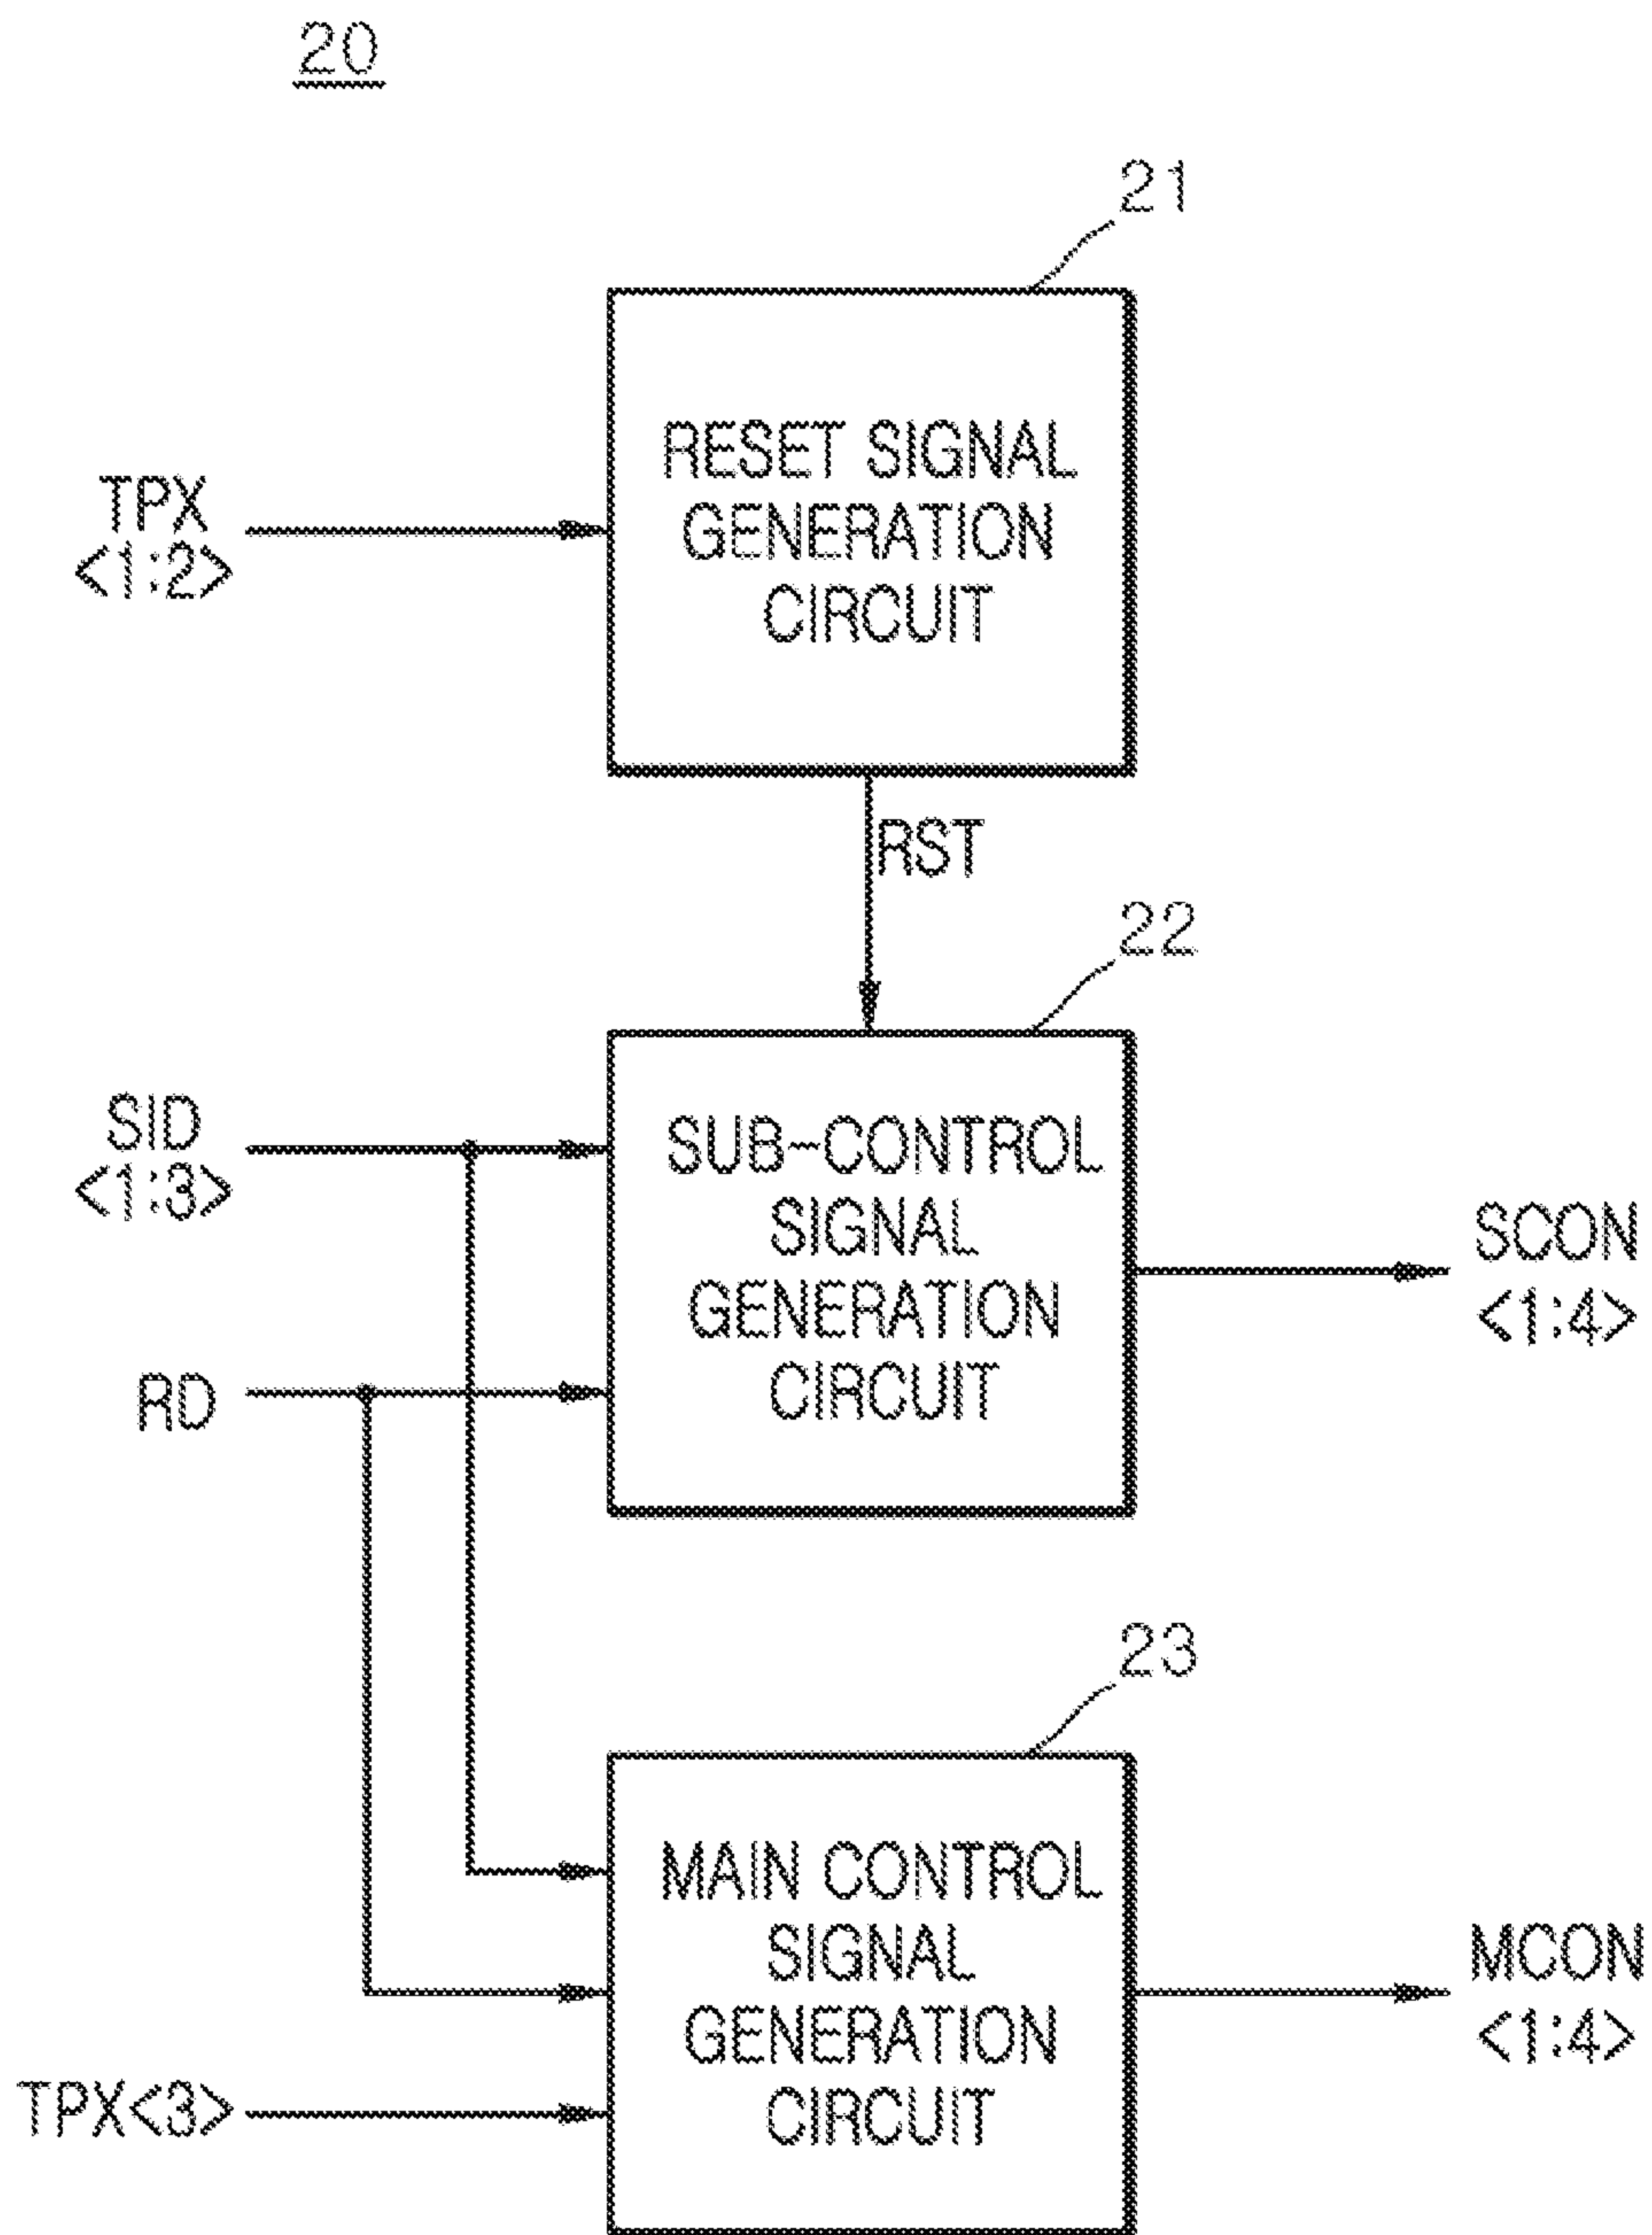 20
21
RESET SIGNAL
GENERATION
CIRCUIT
TPX
<1:2>
RST
22
SID
<1:3>
SUB-CONTROL
SIGNAL
GENERATION
CIRCUIT
SCON
<1:4>
RD
23
MAIN CONTROL
SIGNAL
GENERATION
CIRCUIT
MCON
<1:4>
TPX<3>